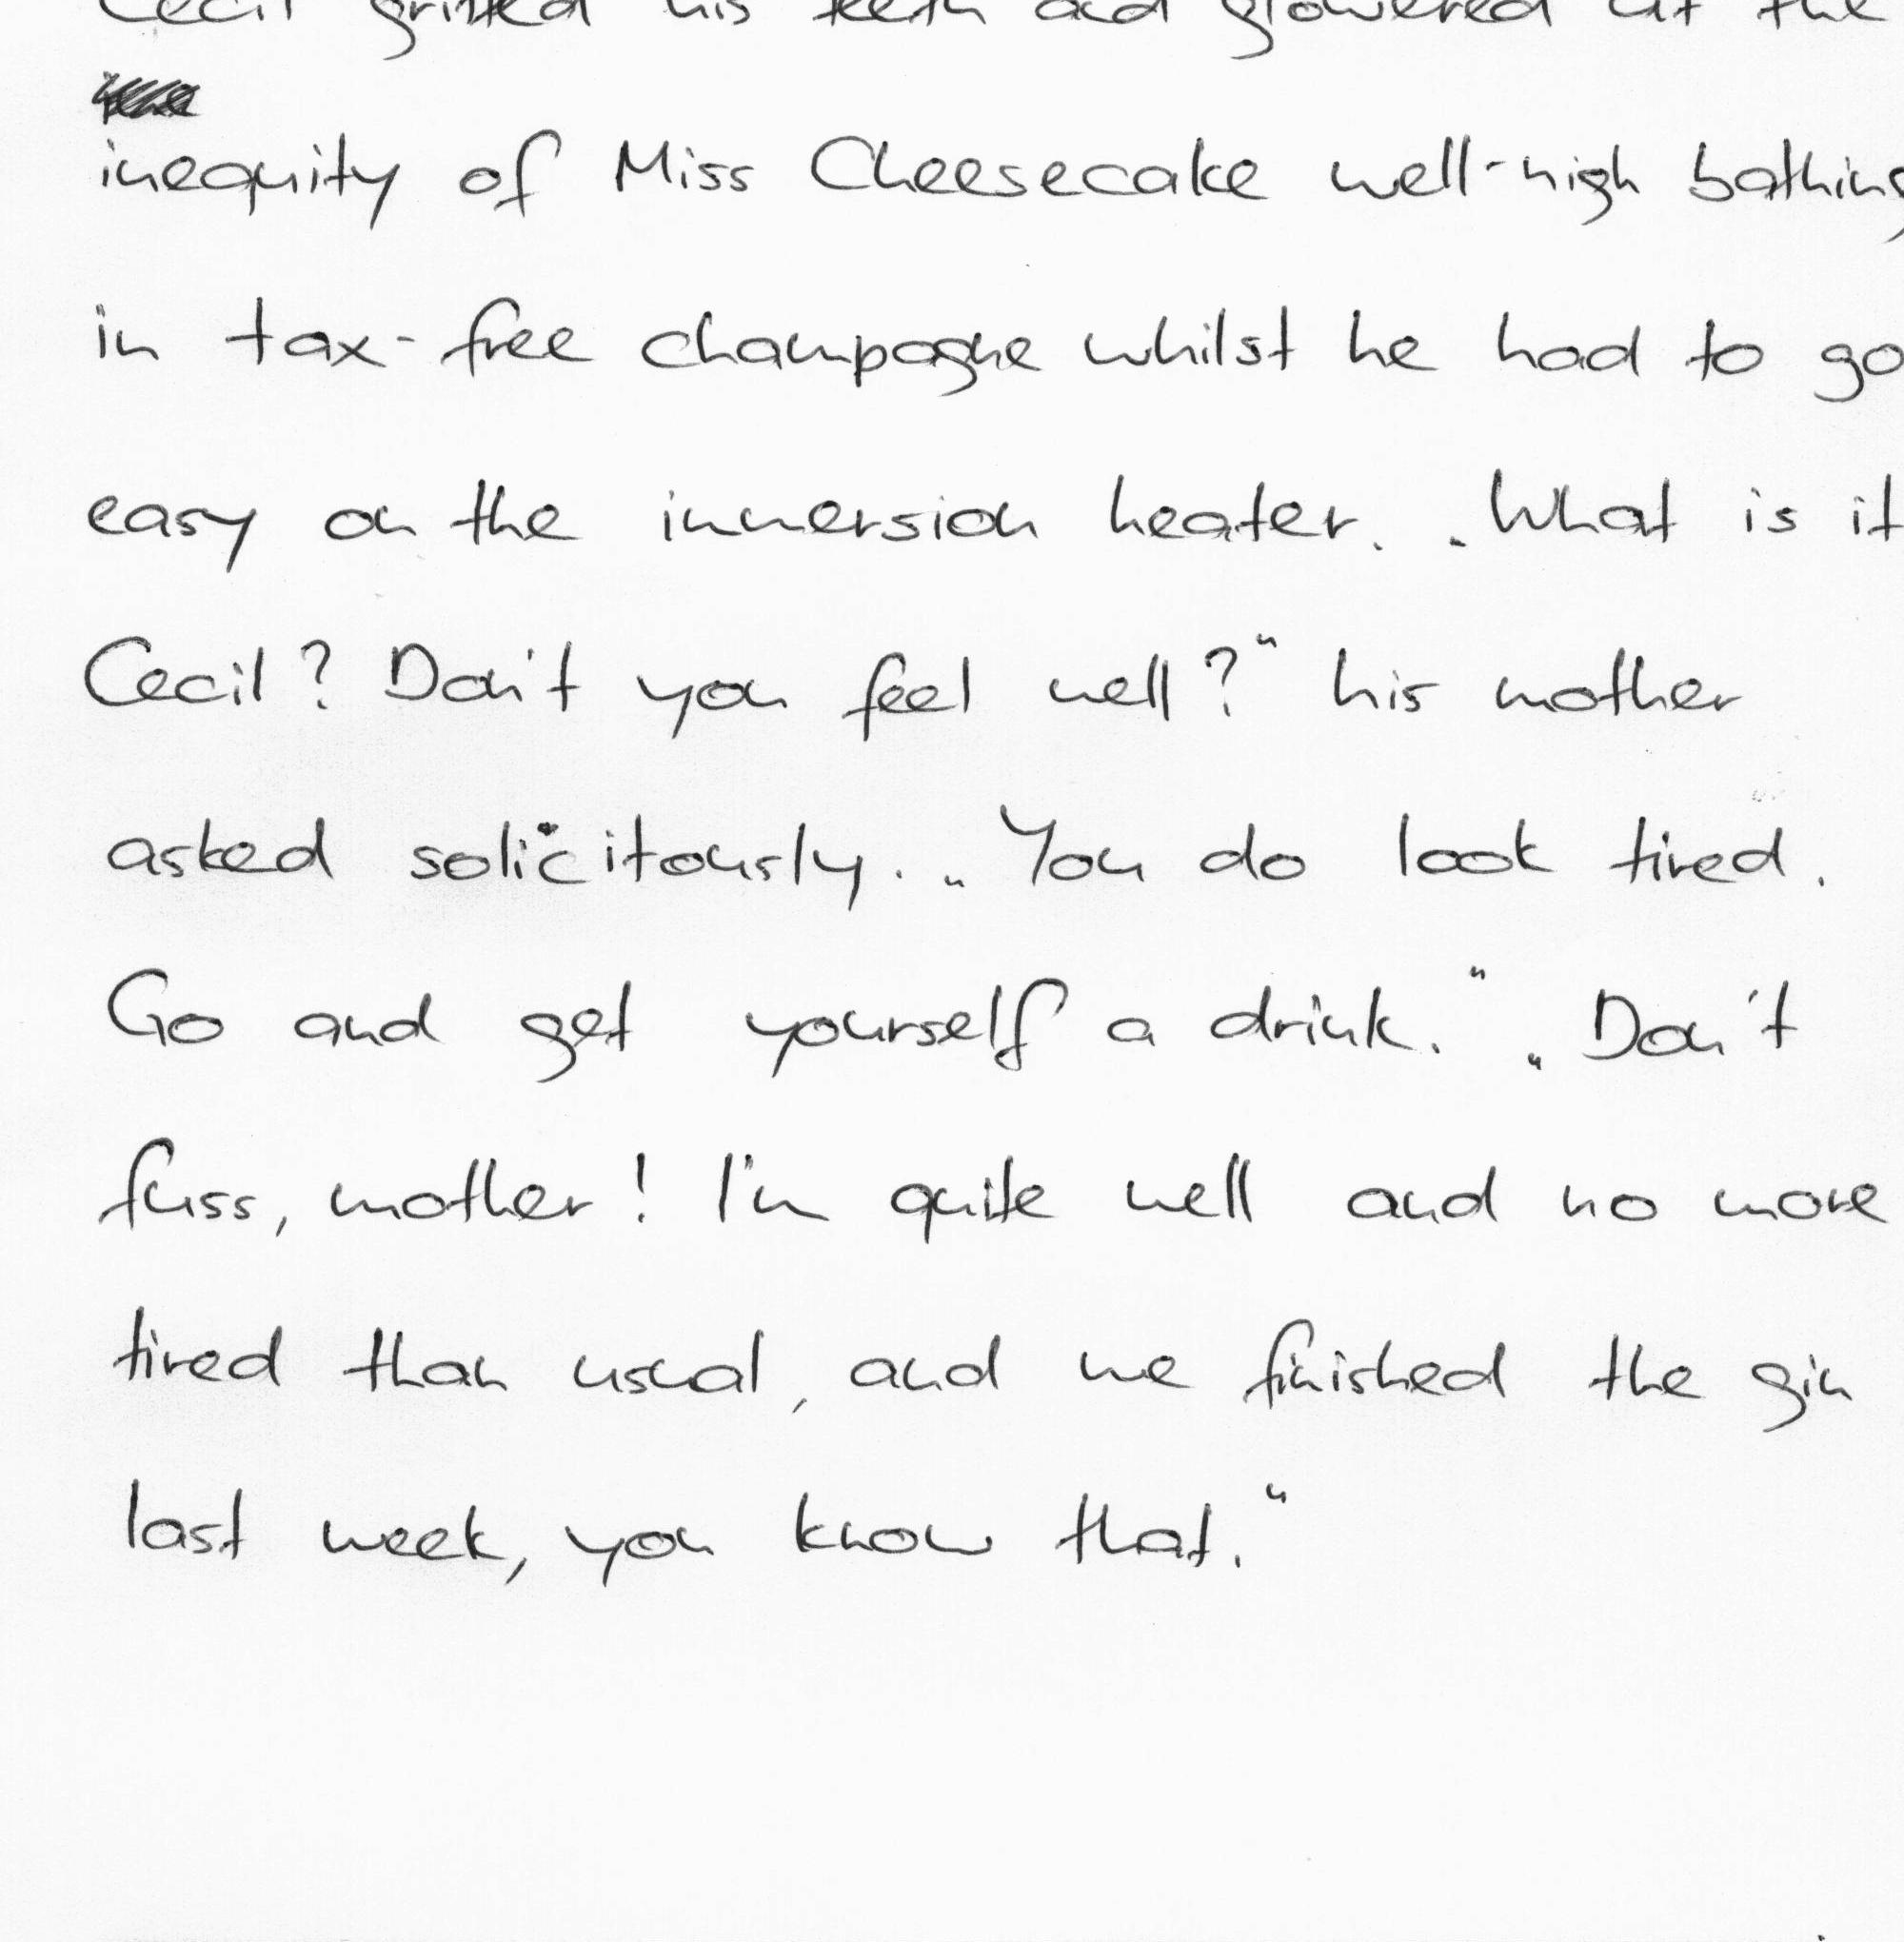 Cecil gritted his teeth and glowered at the
inequity of Miss Cheesecake well-nigh bathing
in tax-free champagne whilst he had to go
easy on the immersion heater. „What is it
Cecil? Don't you feel well?“ his mother
asked solicitously. „You do look tired.
Go and get yourself a drink.“ „Don't
fuss, mother! I'm quite well and no more
tired than usual, and we finished the gin
last week, you know that.“